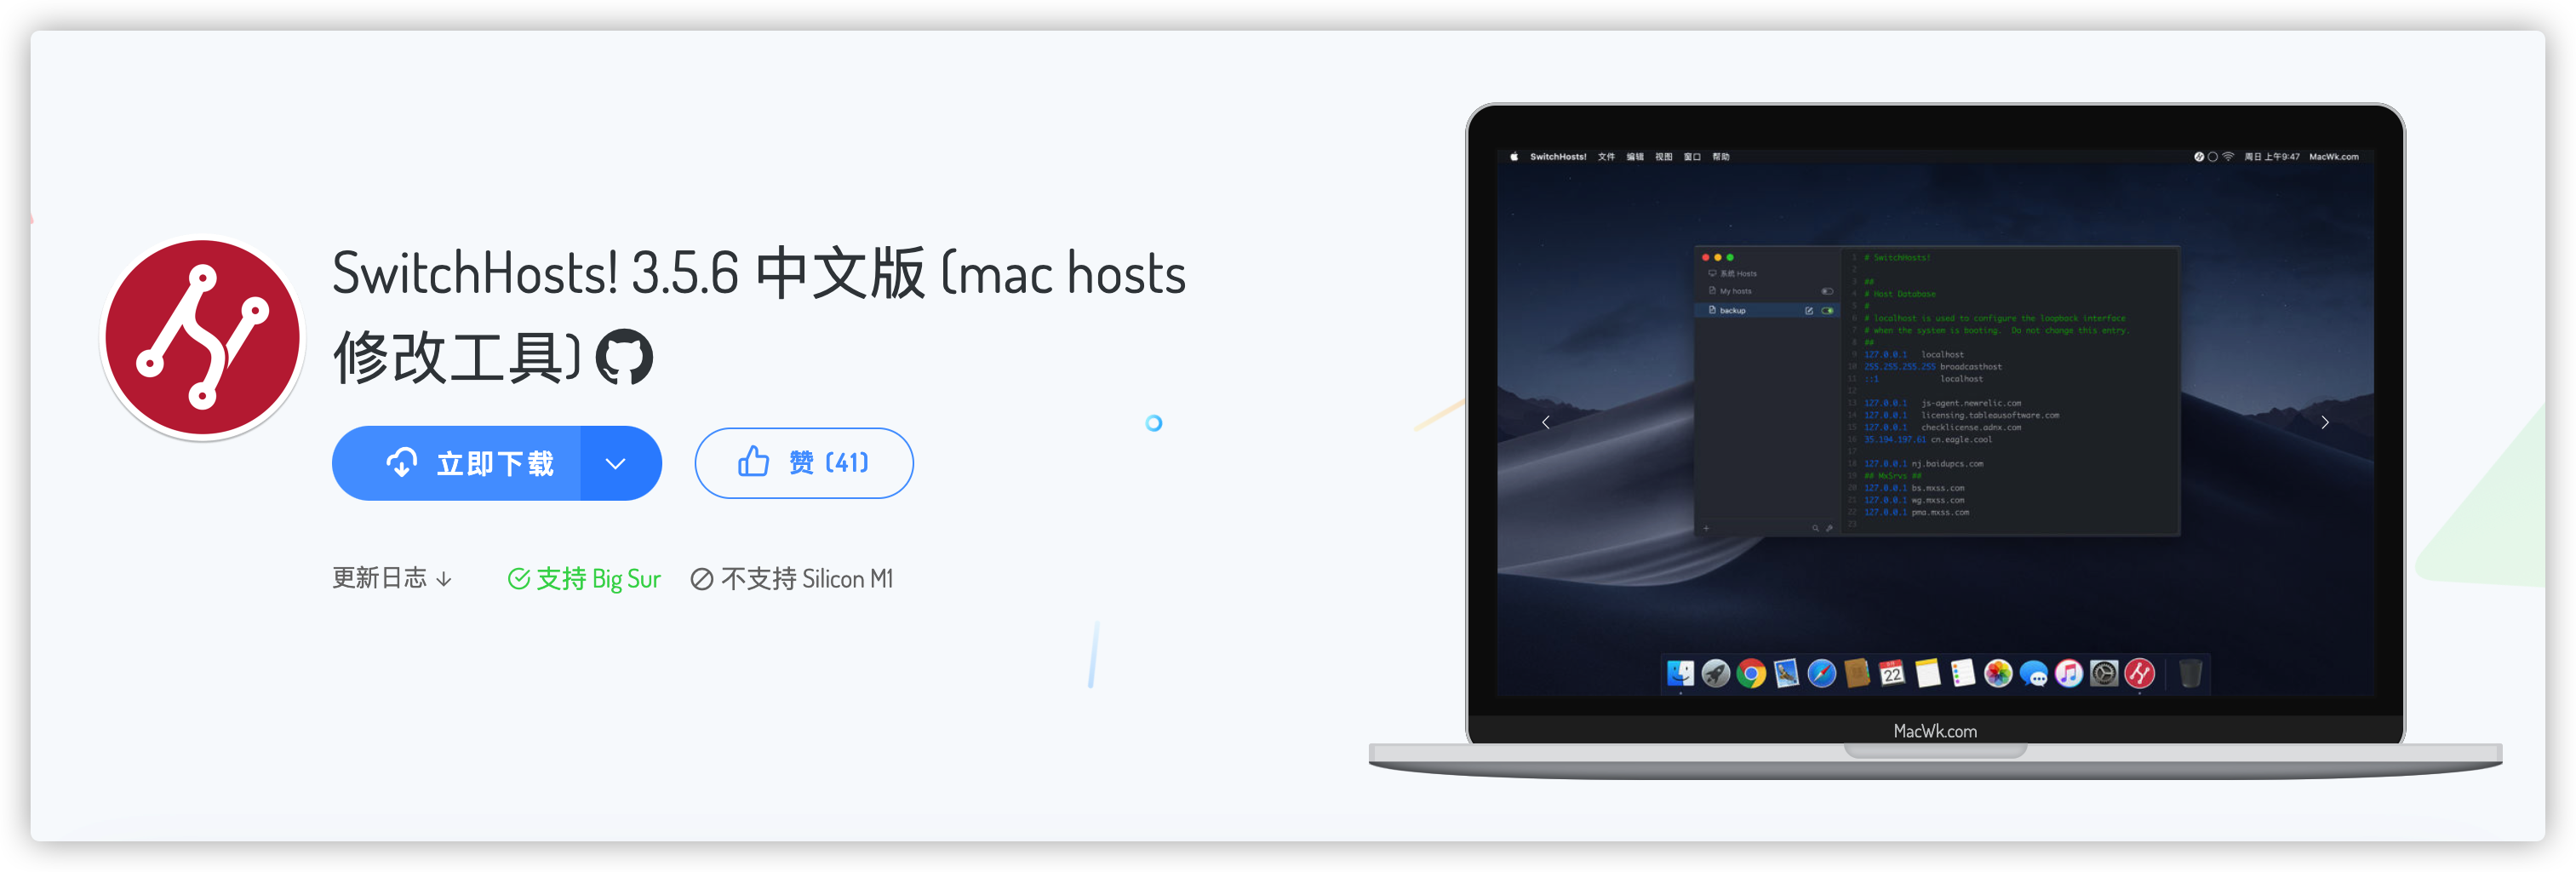 SwitchHosts! 3.5.6 中文版 (mac hosts
修改工具)
立即下载
赞 (41)
更新日志 ↓
支持 Big Sur
不支持 Silicon M1
SwitchHosts! 文件 编辑 视图 窗口 帮助
周日 上午9:47 MacWk.com
系统 Hosts
My hosts
backup
1 # SwitchHosts!
2
3 ##
4 # Host Database
5 #
6 # localhost is used to configure the loopback interface
7 # when the system is booting. Do not change this entry.
8 ##
9 127.0.0.1 localhost
10 255.255.255.255 broadcasthost
11 ::1 localhost
12
13 127.0.0.1 js-agent.newrelic.com
14 127.0.0.1 licensing.tableausoftware.com
15 127.0.0.1 checklicense.adnx.com
16 35.194.197.61 cn.eagle.cool
17
18 127.0.0.1 nj.baidupcs.com
19 ## MxSrvs ##
20 127.0.0.1 bs.mxss.com
21 127.0.0.1 wg.mxss.com
22 127.0.0.1 pma.mxss.com
23
22
MacWk.com